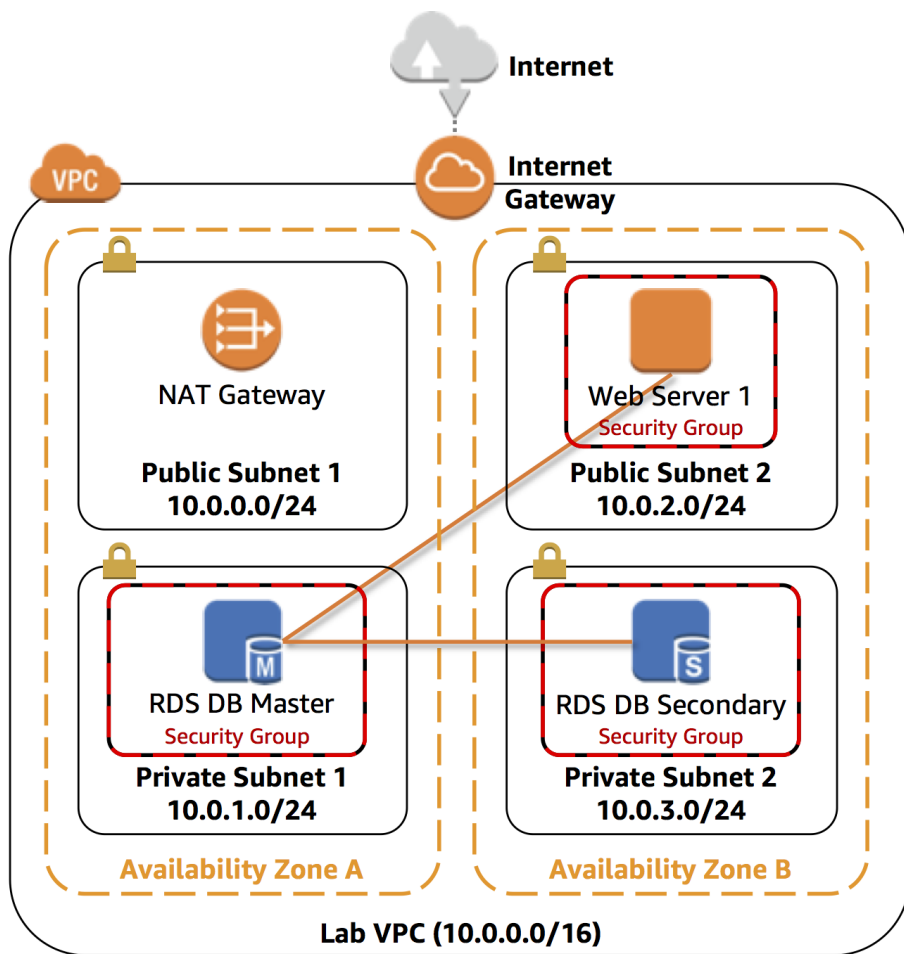 Internet
Internet
Gateway
VPC
NAT Gateway
Public Subnet 1
10.0.0.0/24
Web Server 1
Security Group
Public Subnet 2
10.0.2.0/24
M
RDS DB Master
Security Group
Private Subnet 1
10.0.1.0/24
S
RDS DB Secondary
Security Group
Private Subnet 2
10.0.3.0/24
Availability Zone A
Availability Zone B
Lab VPC (10.0.0.0/16)